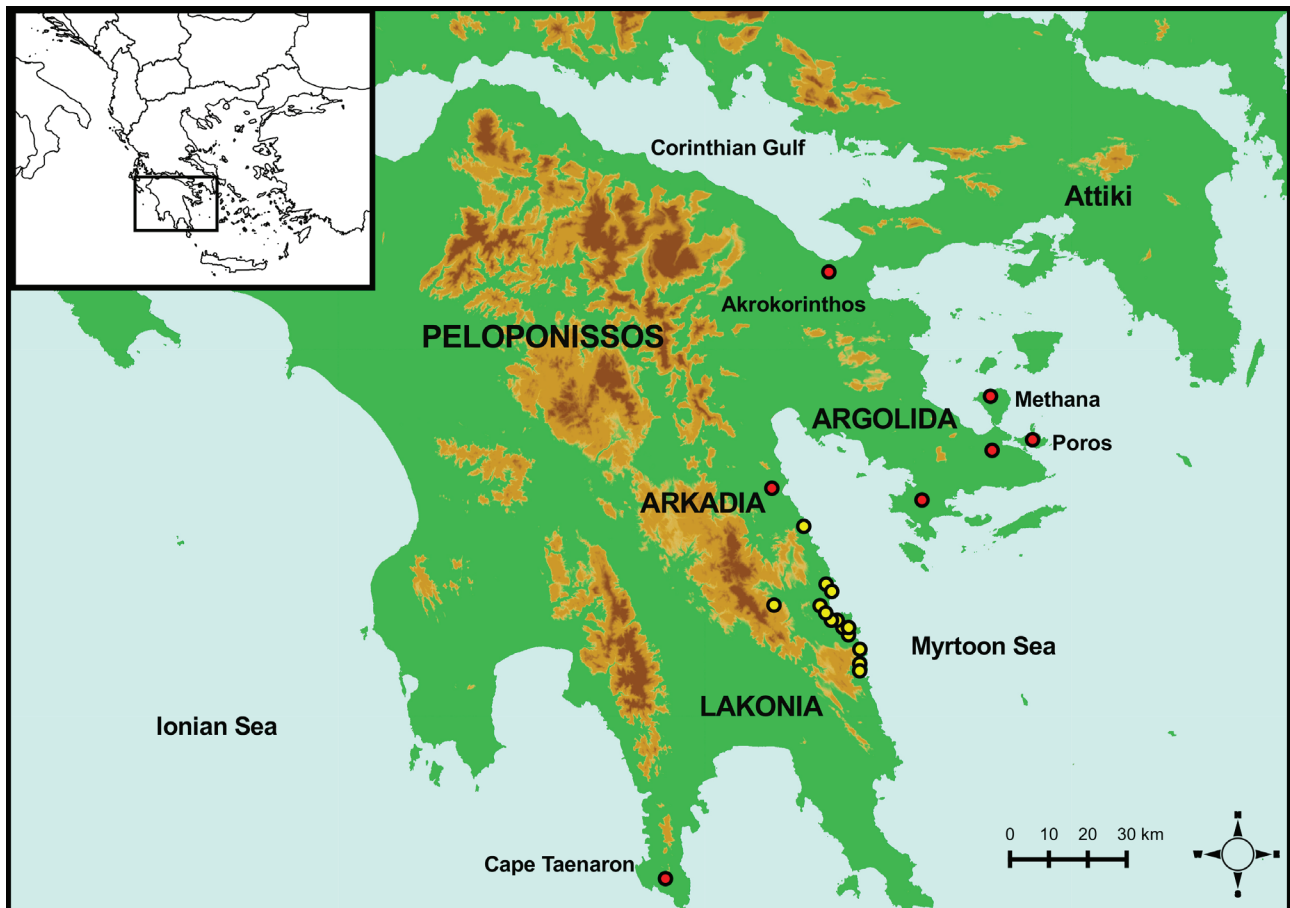 Corinthian Gulf
Attiki
Akrokorinthos
PELOPONISSOS
Methana
ARGOLIDA
Poros
ARKADIA
Myrtoon Sea
LAKONIA
Ionian Sea
0 10 20 30 km
Cape Taenaron